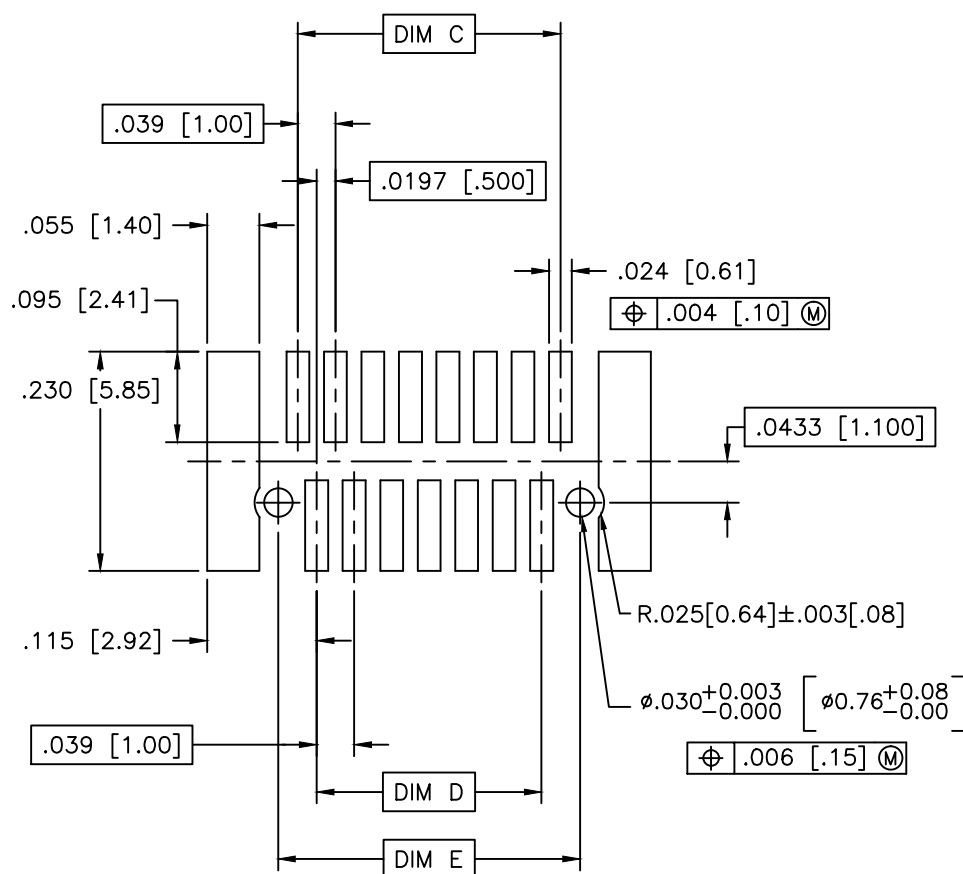 DIM C
.039 [1.00]
.0197 [.500]
.055 [1.40]
.024 [0.61]
.095 [2.41]
⌖ .004 [.10] Ⓜ
.230 [5.85]
.0433 [1.100]
R.025[0.64]±.003[.08]
.115 [2.92]
ø.030+0.003 -0.000 [ø0.76+0.08 -0.00]
.039 [1.00]
⌖ .006 [.15] Ⓜ
DIM D
DIM E